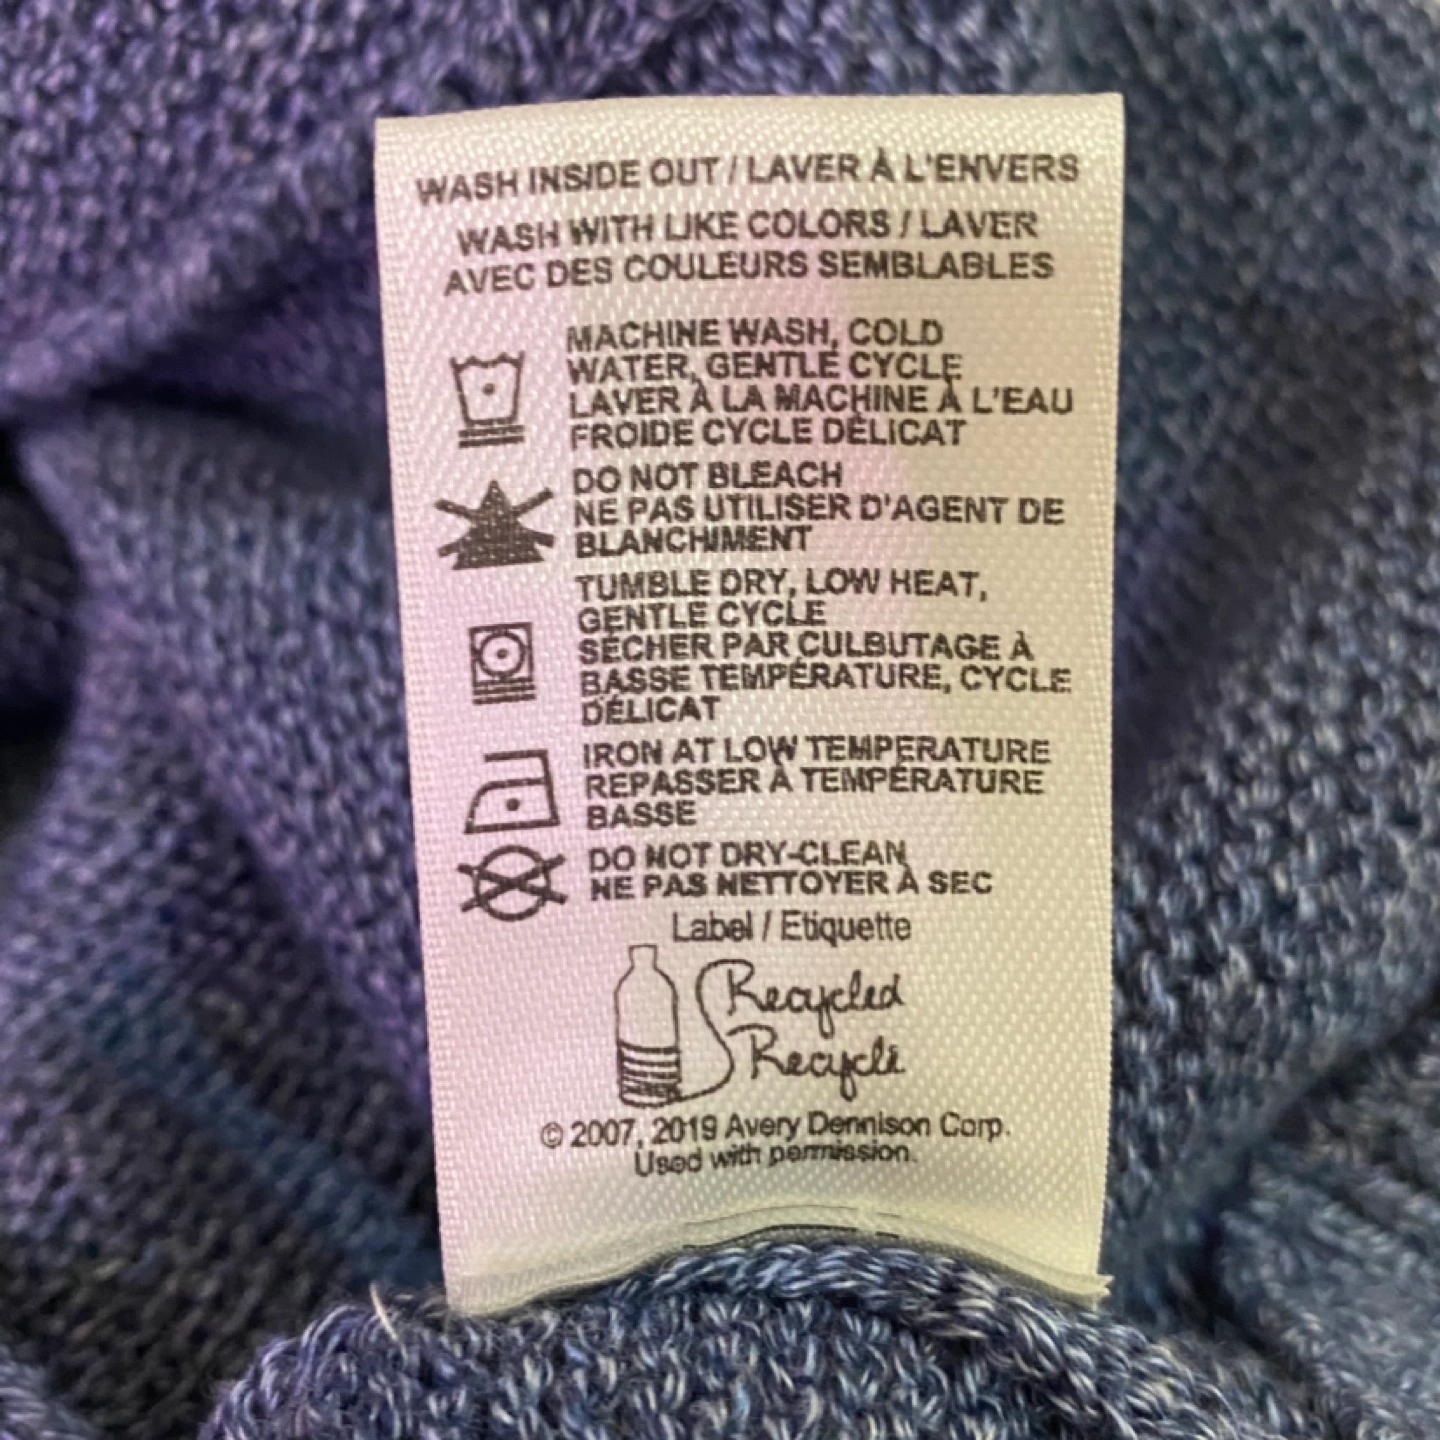 WASH INSIDE OUT / LAVER À L'ENVERS
WASH WITH LIKE COLORS / LAVER
AVEC DES COULEURS SEMBLABLES
MACHINE WASH, COLD
WATER, GENTLE CYCLE
LAVER À LA MACHINE À L'EAU
FROIDE CYCLE DÉLICAT
DO NOT BLEACH
NE PAS UTILISER D'AGENT DE
BLANCHIMENT
TUMBLE DRY, LOW HEAT,
GENTLE CYCLE
SÉCHER PAR CULBUTAGE À
BASSE TEMPÉRATURE, CYCLE
DÉLICAT
IRON AT LOW TEMPERATURE
REPASSER À TEMPÉRATURE
BASSE
DO NOT DRY-CLEAN
NE PAS NETTOYER À SEC
Label / Etiquette
Recycled
Recyclé
© 2007, 2019 Avery Dennison Corp.
Used with permission.